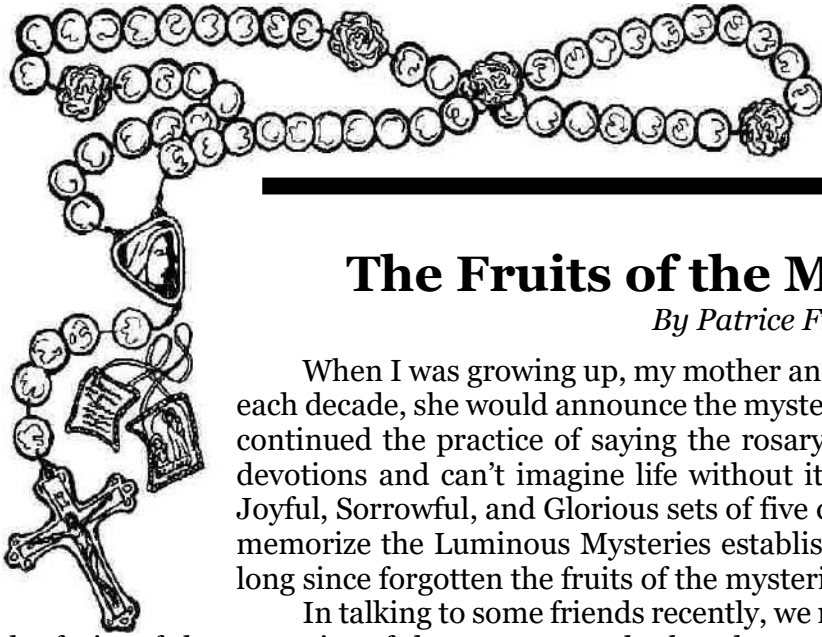 The Fruits of the M
By Patrice F
When I was growing up, my mother an
each decade, she would announce the myste
continued the practice of saying the rosary
devotions and can’t imagine life without it
Joyful, Sorrowful, and Glorious sets of five
memorize the Luminous Mysteries establis
long since forgotten the fruits of the mysteri
In talking to some friends recently, we